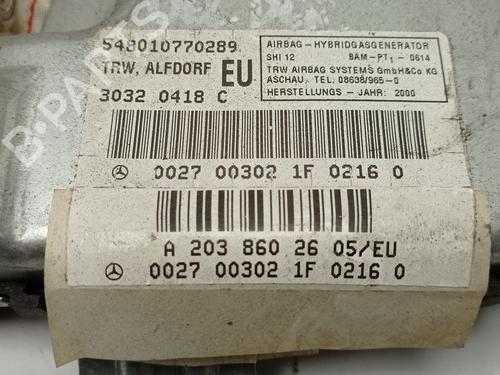 548010770289
TRW, ALFDORF EU
3032 0418 C
AIRBAG - HYBRIDGASGENERATOR
SHI 12 BAM-PT1 - 0614
TRW AIRBAG SYSTEMS GmbH&Co KG
ASCHAU, TEL. 08638/965-0
HERSTELLUNGS - JAHR: 2000
0027 00302 1F 0216 0
A 203 860 26 05/EU
0027 00302 1F 0216 0
B-Parts